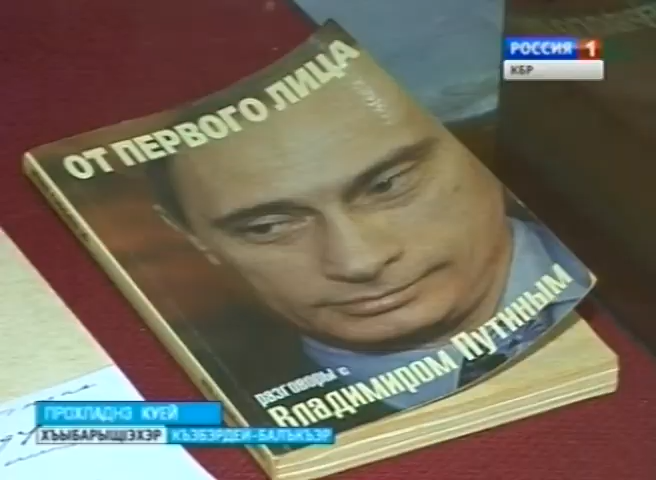 РОССИЯ 1
КБР
ОТ ПЕРВОГО ЛИЦА
разговоры с
Владимиром Путиным
ПРОХЛАДНЭ КУЕЙ
ХЪЫБАРЫЩIЭХЭР КЪЭБЭРДЕЙ-БАЛЪКЪЭР